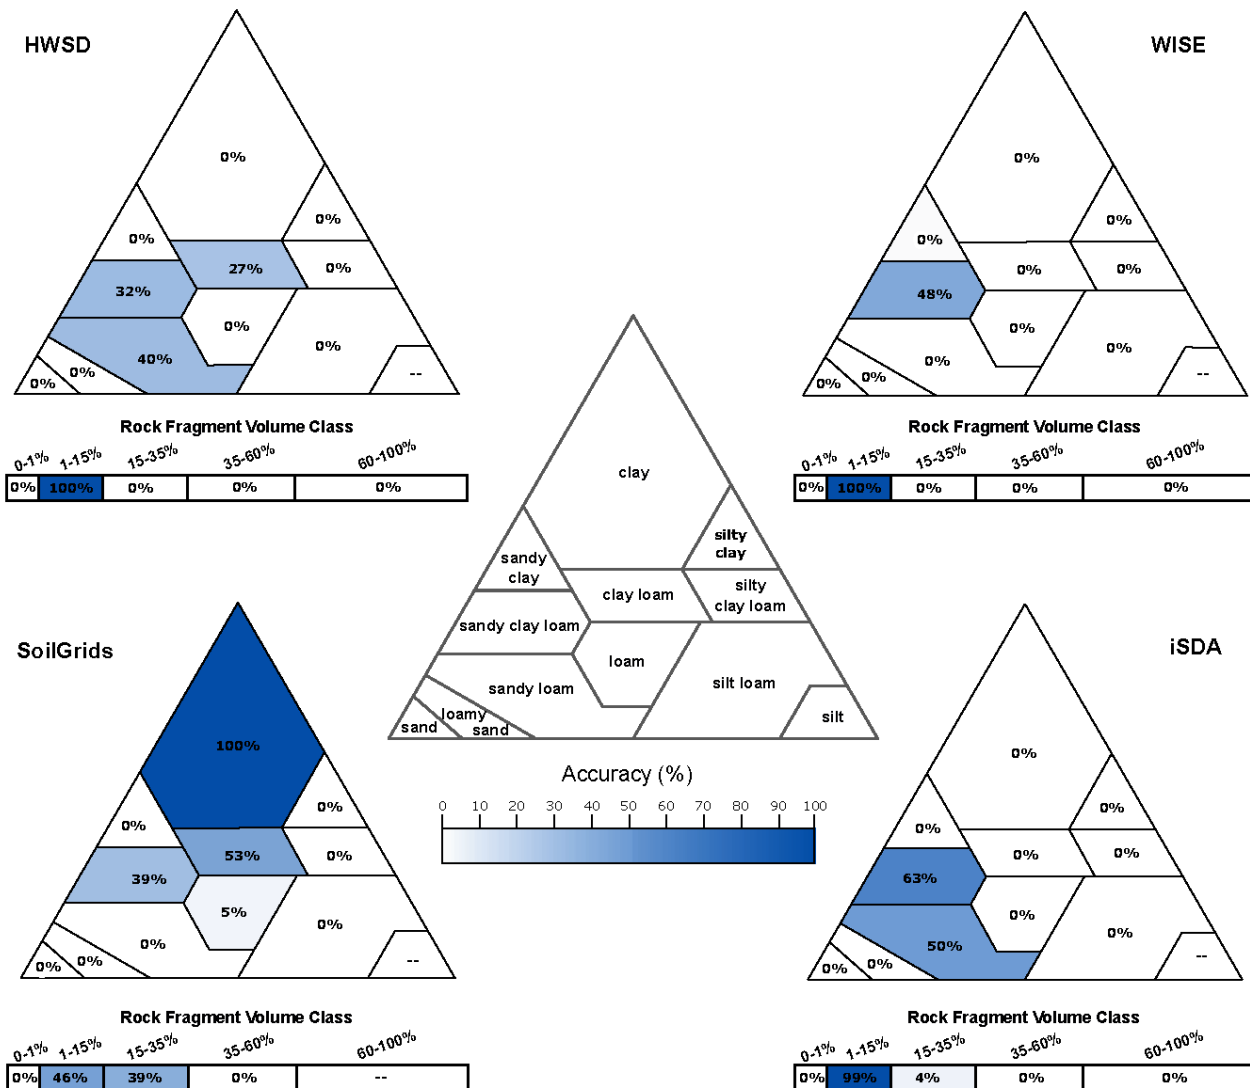 HWSD
0%
0%
0%
27%
0%
32%
0%
0%
40%
0%
0%
--
Rock Fragment Volume Class
0-1% 1-15% 15-35% 35-60% 60-100%
0% 100% 0% 0% 0%
WISE
0%
0%
0%
0%
0%
48%
0%
0%
0%
0%
0%
--
Rock Fragment Volume Class
0-1% 1-15% 15-35% 35-60% 60-100%
0% 100% 0% 0% 0%
clay
silty
clay
sandy
clay
clay loam
silty
clay loam
sandy clay loam
loam
sandy loam
silt loam
loamy
sand
sand
silt
Accuracy (%)
0 10 20 30 40 50 60 70 80 90 100
SoilGrids
100%
0%
0%
53%
0%
39%
5%
0%
0%
0%
0%
--
Rock Fragment Volume Class
0-1% 1-15% 15-35% 35-60% 60-100%
0% 46% 39% 0% --
iSDA
0%
0%
0%
0%
0%
63%
0%
0%
50%
0%
0%
--
Rock Fragment Volume Class
0-1% 1-15% 15-35% 35-60% 60-100%
0% 99% 4% 0% 0%